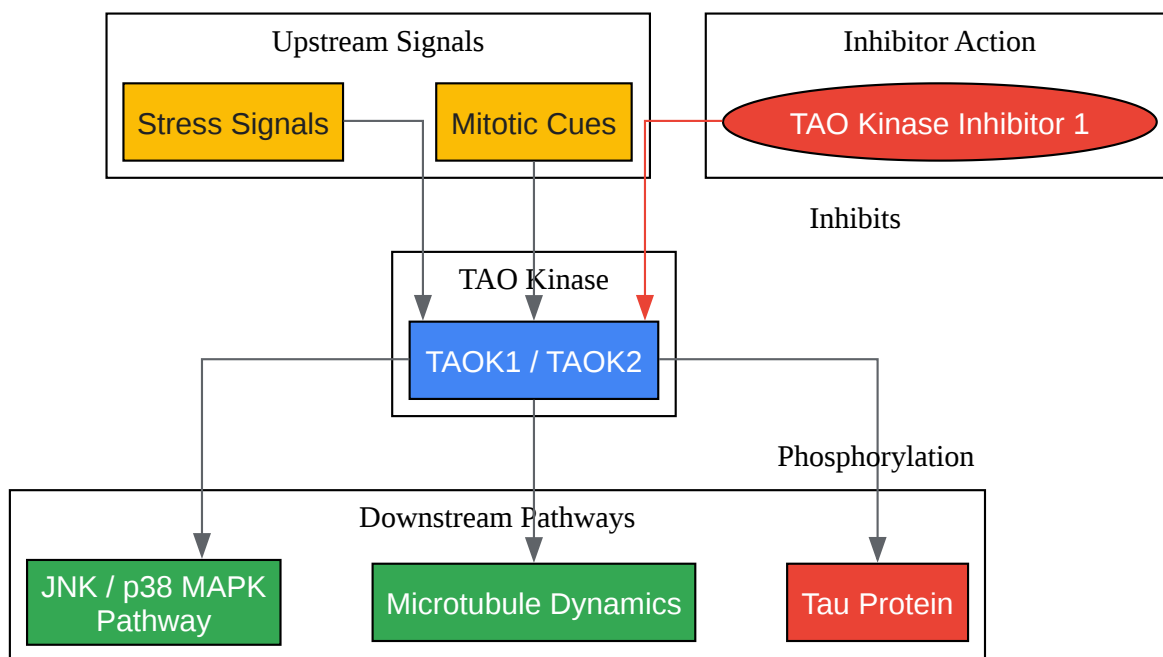 Upstream Signals
Inhibitor Action
Stress Signals
Mitotic Cues
TAO Kinase Inhibitor 1
Inhibits
TAO Kinase
TAOK1 / TAOK2
Phosphorylation
Downstream Pathways
JNK / p38 MAPK
Pathway
Microtubule Dynamics
Tau Protein